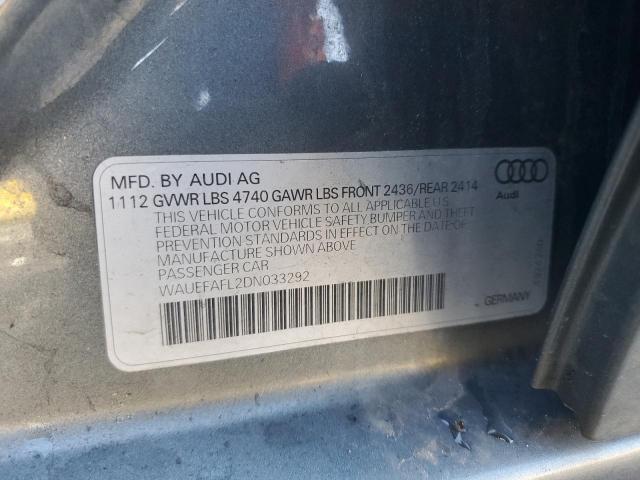 MFD. BY AUDI AG
1112 GVWR LBS 4740 GAWR LBS FRONT 2436/REAR 2414
THIS VEHICLE CONFORMS TO ALL APPLICABLE U.S
FEDERAL MOTOR VEHICLE SAFETY BUMPER AND THEFT
PREVENTION STANDARDS IN EFFECT ON THE DATE OF
MANUFACTURE SHOWN ABOVE
PASSENGER CAR
WAUEFAFL2DN033292
Audi
GERMANY